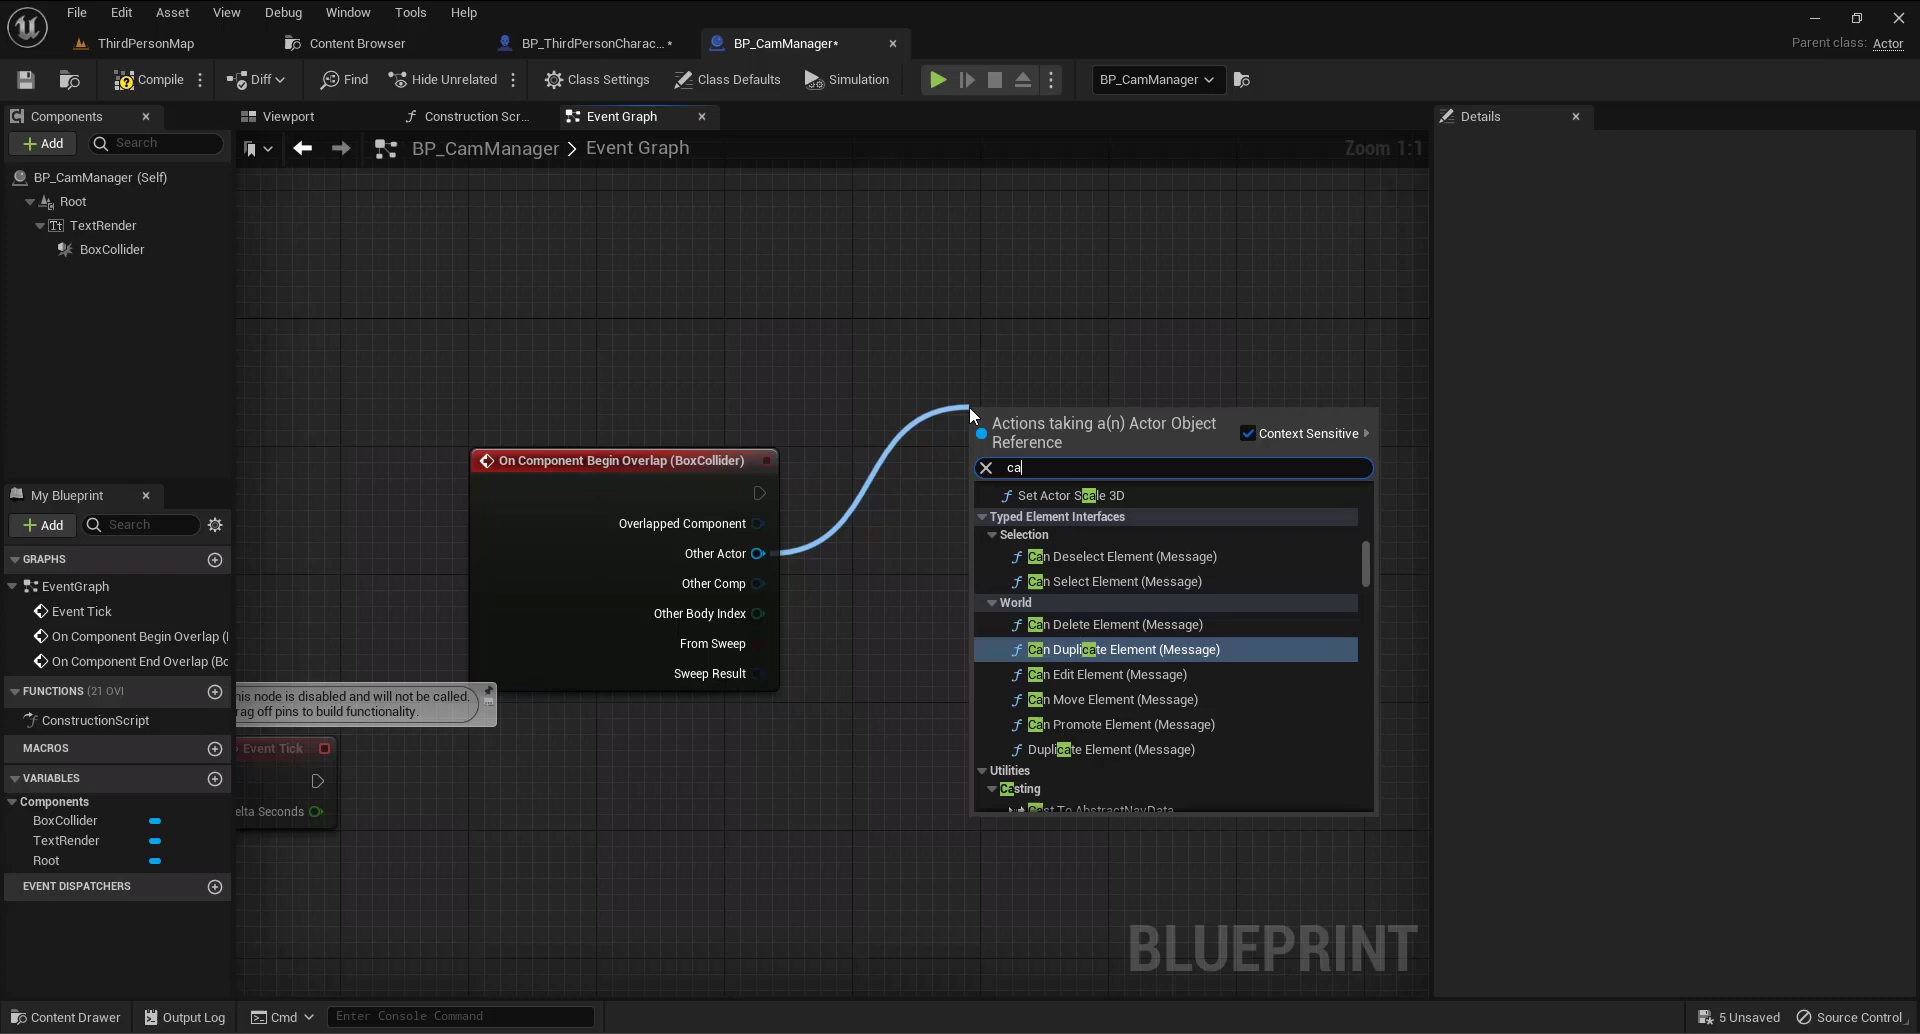 File Edit Asset View Debug Window Tools Help
ThirdPersonMap Content Browser BP_ThirdPersonCharac...* BP_CamManager* Parent class: Actor
Compile Diff Find Hide Unrelated Class Settings Class Defaults Simulation BP_CamManager
Components Viewport Construction Scr... Event Graph Details
Add Search BP_CamManager > Event Graph Zoom 1:1
BP_CamManager (Self)
Root
TextRender
BoxCollider
Actions taking a(n) Actor Object
Reference
Context Sensitive
ca
On Component Begin Overlap (BoxCollider)
Overlapped Component
Other Actor
Other Comp
Other Body Index
From Sweep
Sweep Result
Set Actor Scale 3D
Typed Element Interfaces
Selection
Can Deselect Element (Message)
Can Select Element (Message)
World
Can Delete Element (Message)
Can Duplicate Element (Message)
Can Edit Element (Message)
Can Move Element (Message)
Can Promote Element (Message)
Duplicate Element (Message)
Utilities
Casting
Cast To AbstractNavData
My Blueprint
Add Search
GRAPHS
EventGraph
Event Tick
On Component Begin Overlap (
On Component End Overlap (Bo
FUNCTIONS (21 OVI
ConstructionScript
MACROS
VARIABLES
Components
BoxCollider
TextRender
Root
EVENT DISPATCHERS
his node is disabled and will not be called.
rag off pins to build functionality.
Event Tick
elta Seconds
BLUEPRINT
Content Drawer Output Log Cmd Enter Console Command 5 Unsaved Source Control